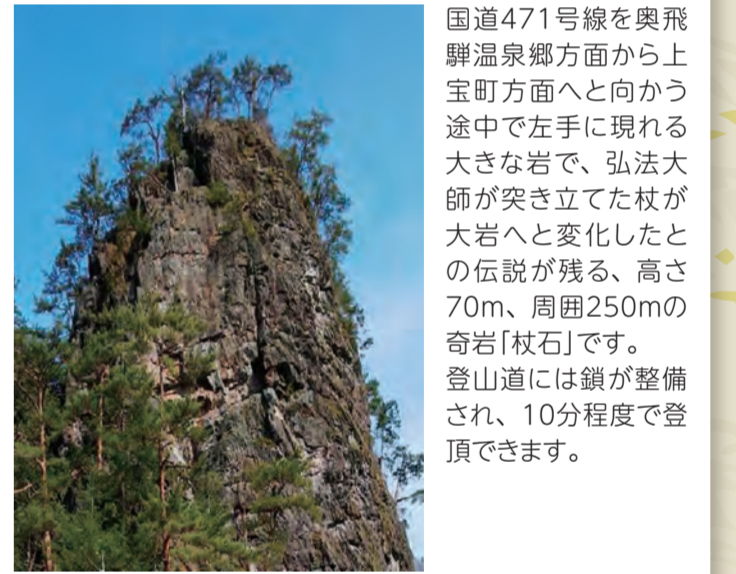 国道471号線を奥飛
騨温泉郷方面から上
宝町方面へと向かう
途中で左手に現れる
大きな岩で、弘法大
師が突き立てた杖が
大岩へと変化したと
の伝説が残る、高さ
70m、周囲250mの
奇岩「杖石」です。
登山道には鎖が整備
され、10分程度で登
頂できます。